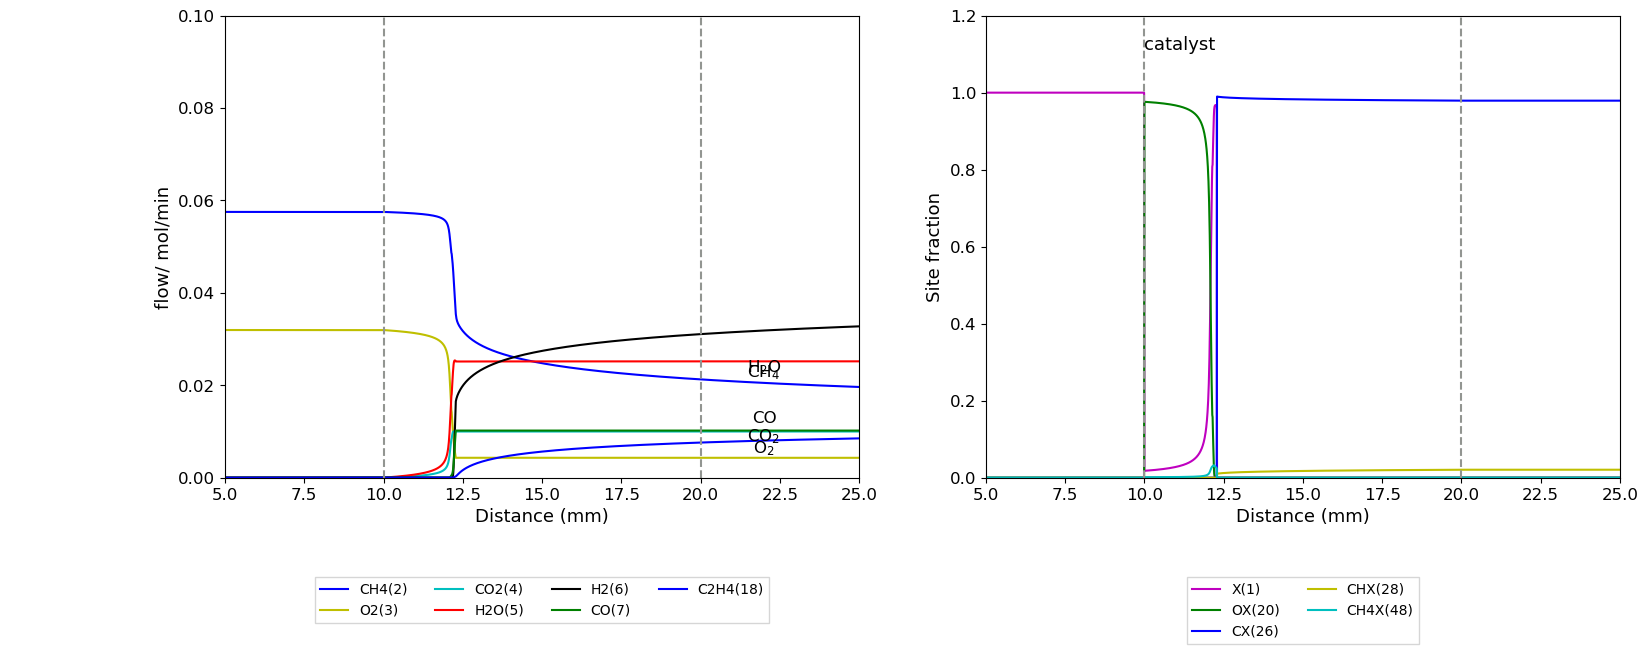 0.10
0.08
0.06
0.04
0.02
0.00
flow/ mol/min
H₂O
CH₄
CO
CO₂
O₂
5.0 7.5 10.0 12.5 15.0 17.5 20.0 22.5 25.0
Distance (mm)
CH4(2) CO2(4) H2(6) C2H4(18)
O2(3) H2O(5) CO(7)
1.2
1.0
0.8
0.6
0.4
0.2
0.0
Site fraction
catalyst
5.0 7.5 10.0 12.5 15.0 17.5 20.0 22.5 25.0
Distance (mm)
X(1) CHX(28)
OX(20) CH4X(48)
CX(26)